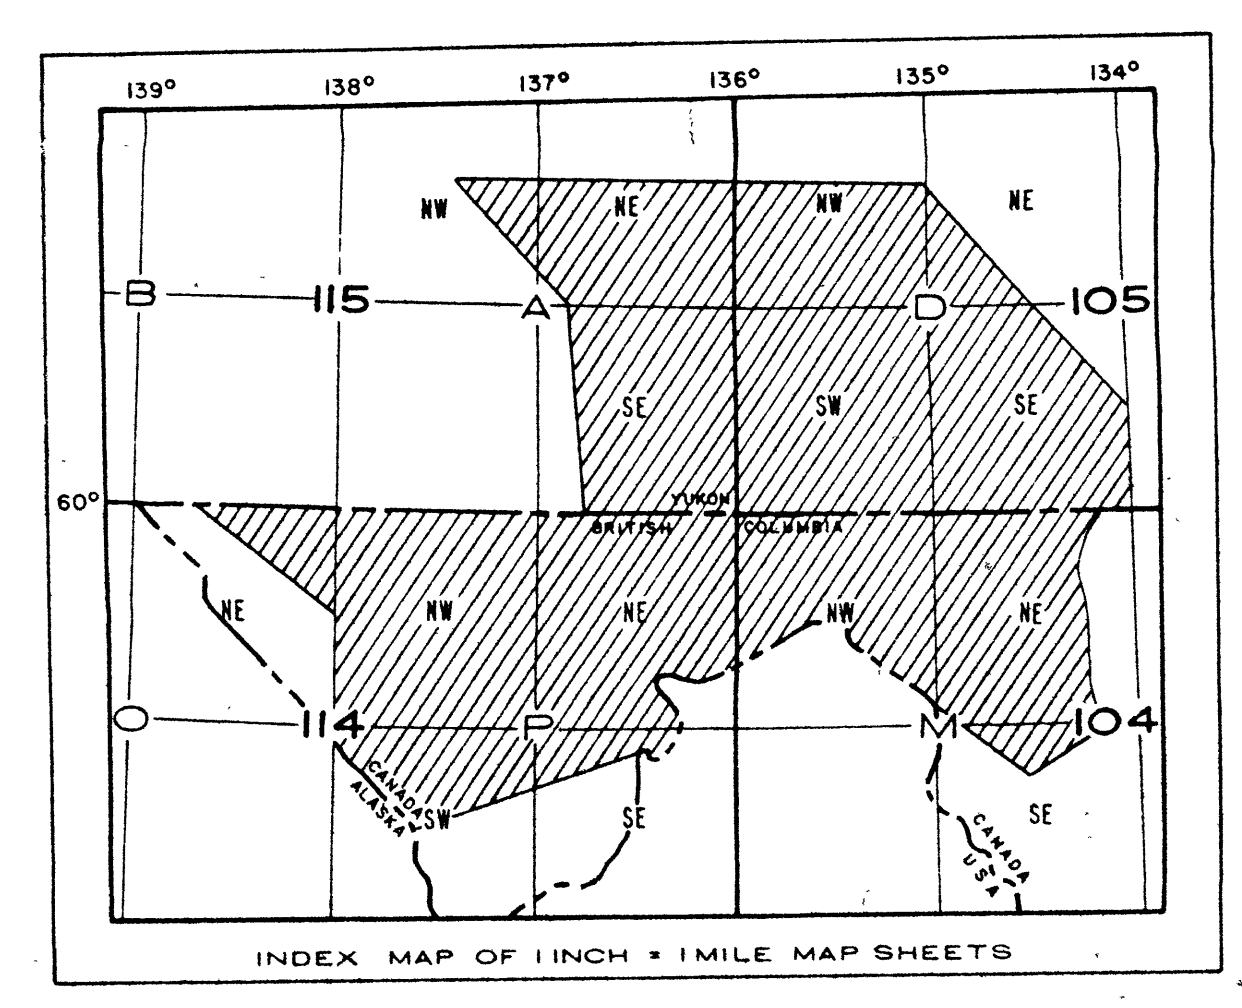 139° 138° 137° 136° 135° 134°
NW NE NW NE
B 115 A D 105
SE SW SE
60°
YUKON
BRITISH COLUMBIA
NE NW NE NW NE
O 114 P M 104
CANADA
ALASKA
SW SE SE
CANADA
USA
INDEX MAP OF 1 INCH = 1 MILE MAP SHEETS